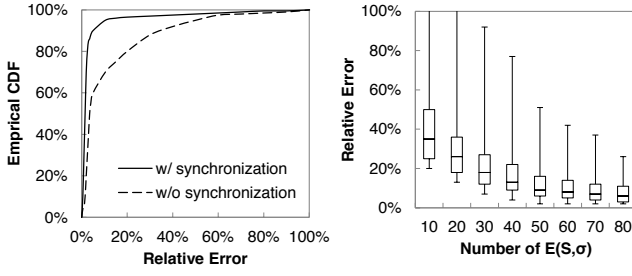 100%
80%
60%
40%
20%
0%
Emprical CDF
w/ synchronization
w/o synchronization
0% 20% 40% 60% 80% 100%
Relative Error
100%
80%
60%
40%
20%
0%
Relative Error
10 20 30 40 50 60 70 80
Number of E(S,σ)